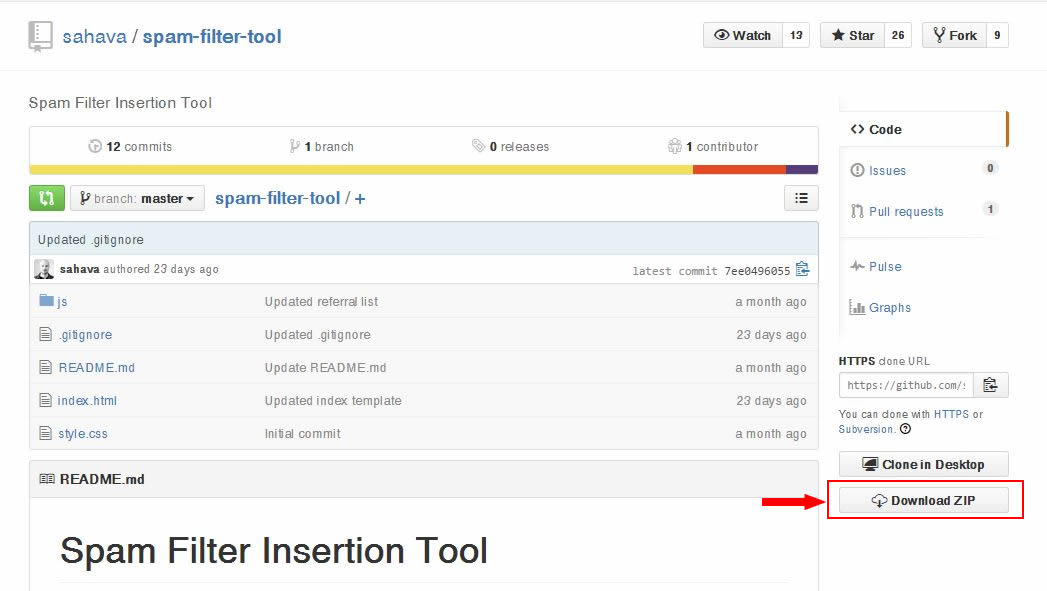 sahava / spam-filter-tool
Watch 13 Star 26 Fork 9
Spam Filter Insertion Tool
12 commits 1 branch 0 releases 1 contributor
branch: master spam-filter-tool / +
Updated .gitignore
sahava authored 23 days ago latest commit 7ee0496055
js Updated referral list a month ago
.gitignore Updated .gitignore 23 days ago
README.md Update README.md a month ago
index.html Updated index template 23 days ago
style.css Initial commit a month ago
README.md
Spam Filter Insertion Tool
Code
Issues 0
Pull requests 1
Pulse
Graphs
HTTPS clone URL
https://github.com/s
You can clone with HTTPS or
Subversion.
Clone in Desktop
Download ZIP